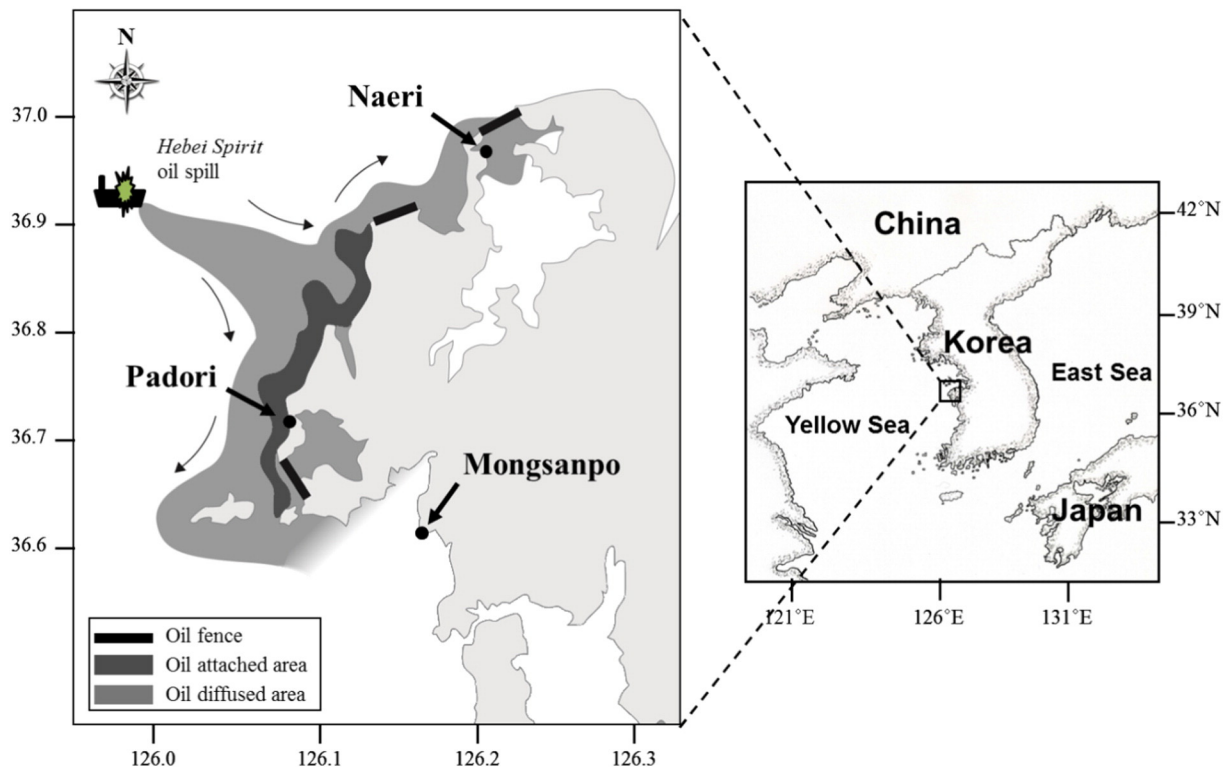 N
Naeri
37.0
Hebei Spirit
oil spill
36.9
36.8
Padori
36.7
Mongsanpo
36.6
Oil fence
Oil attached area
Oil diffused area
126.0
126.1
126.2
126.3
China
42˚N
39˚N
Korea
East Sea
36˚N
Yellow Sea
Japan
33˚N
121˚E
126˚E
131˚E